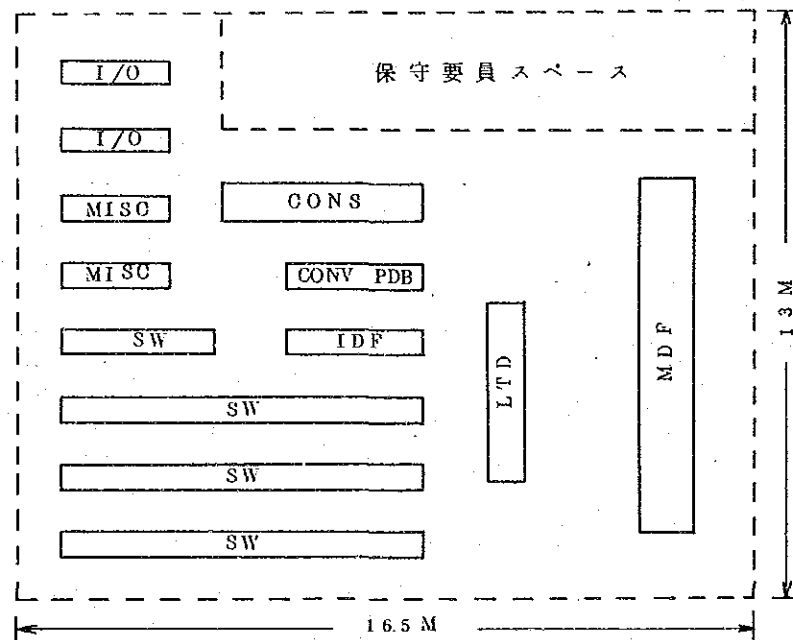 I/O
保守要員スペース
I/O
MISC
CONS
MISC
CONV PDB
SW
IDF
LTD
MDF
13M
SW
SW
SW
16.5M